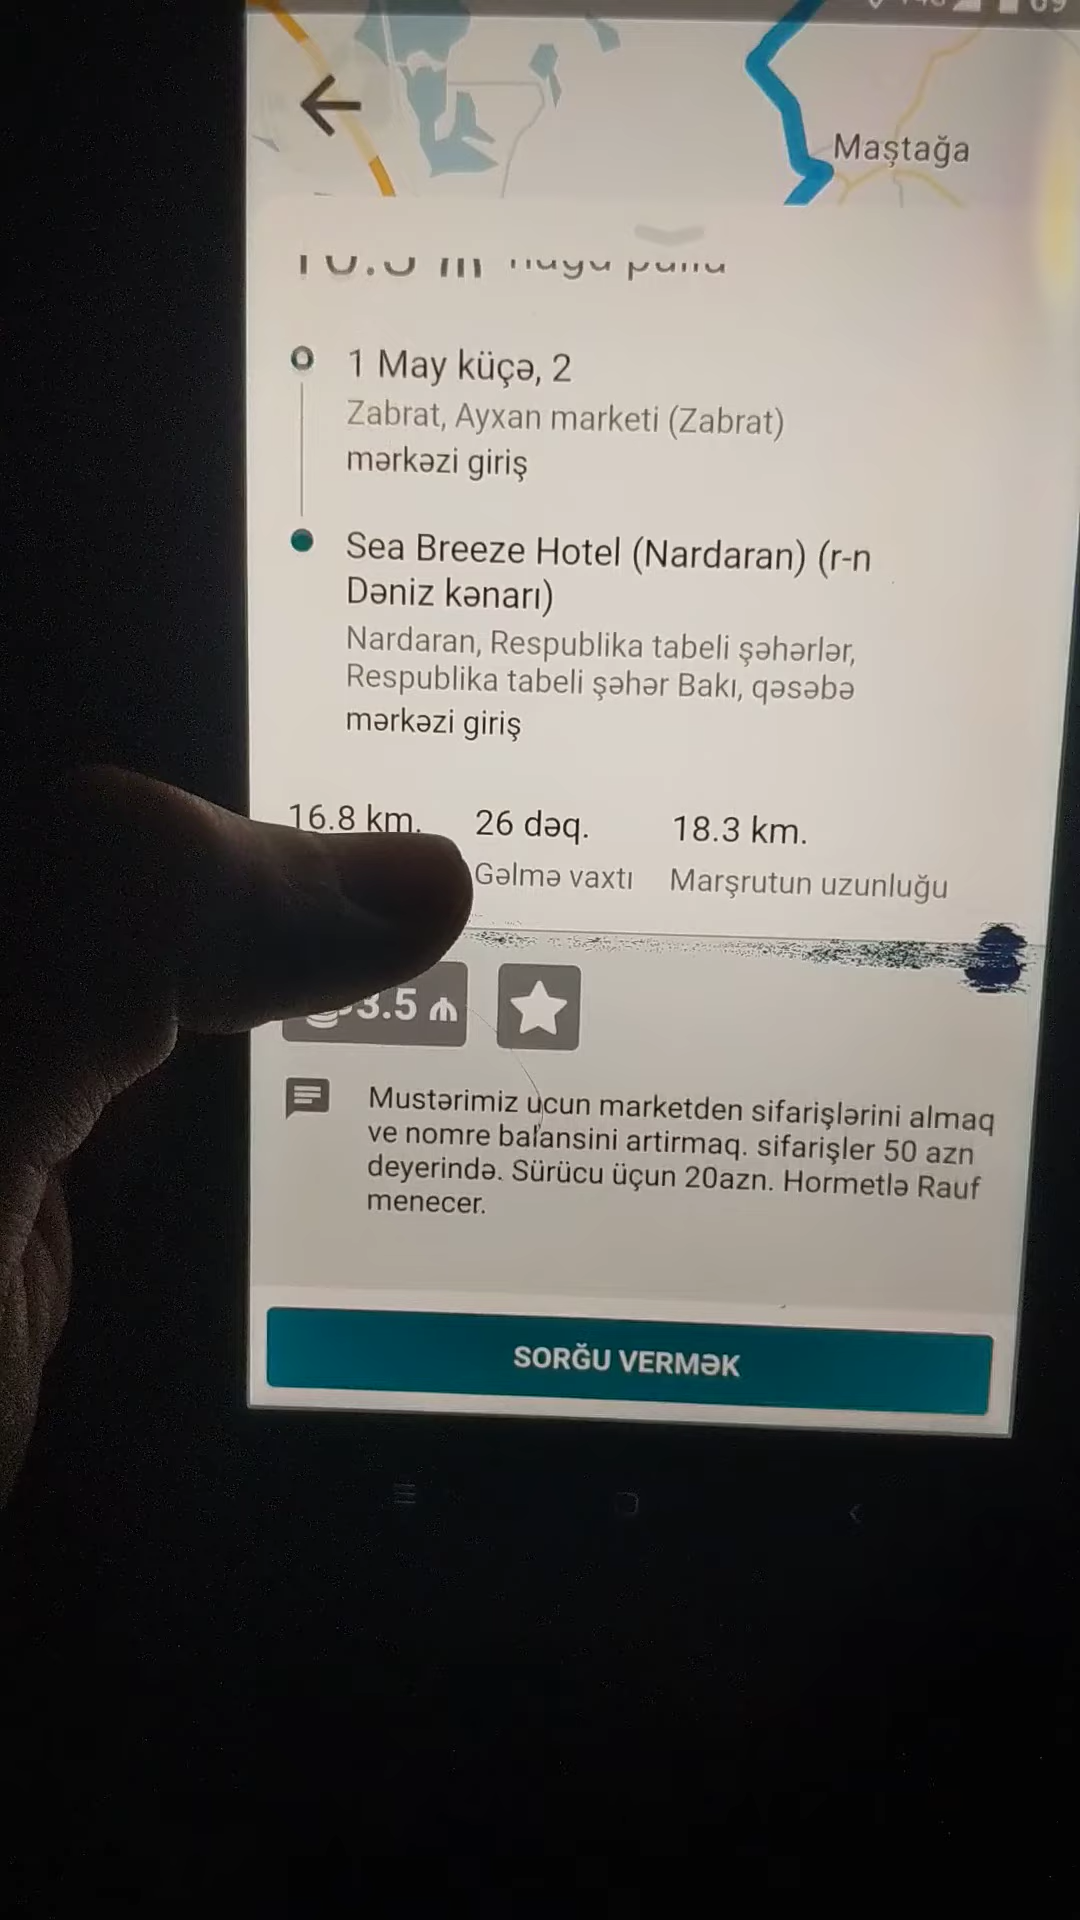 Maştağa
1 May küçə, 2
Zabrat, Ayxan marketi (Zabrat)
mərkəzi giriş
Sea Breeze Hotel (Nardaran) (r-n
Dəniz kənarı)
Nardaran, Respublika tabeli şəhərlər,
Respublika tabeli şəhər Bakı, qəsəbə
mərkəzi giriş
16.8 km. 26 dəq. 18.3 km.
Gəlmə vaxtı Marşrutun uzunluğu
3.5 ₼
Mustərimiz ucun marketden sifarişlərini almaq
ve nomre balansini artirmaq. sifarişler 50 azn
deyerində. Sürücu üçun 20azn. Hormetlə Rauf
menecer.
SORĞU VERMƏK